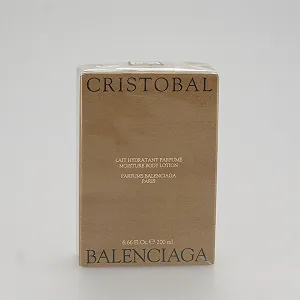 CRISTOBAL
LAIT HYDRATANT PARFUMÉ
MOISTURE BODY LOTION
PARFUMS BALENCIAGA
PARIS
6.66 Fl.Oz. ℮ 200 ml
BALENCIAGA